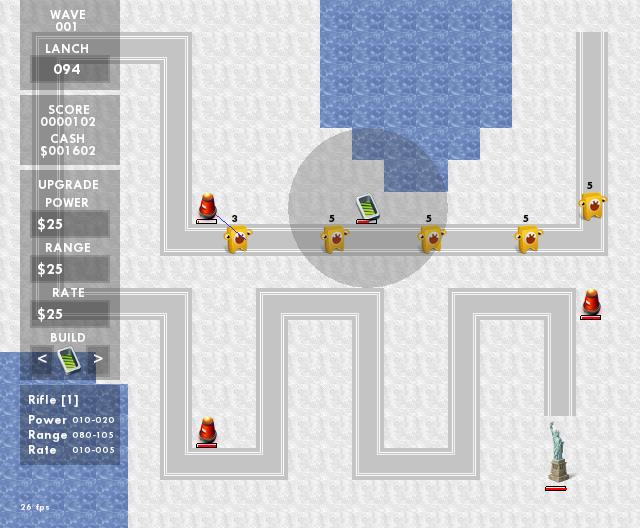 WAVE
001
LANCH
094
SCORE
0000102
CASH
$001602
UPGRADE
POWER
$25
RANGE
$25
RATE
$25
BUILD
< >
Rifle [1]
Power 010-020
Range 080-105
Rate 010-005
26 fps
5
3
5
5
5